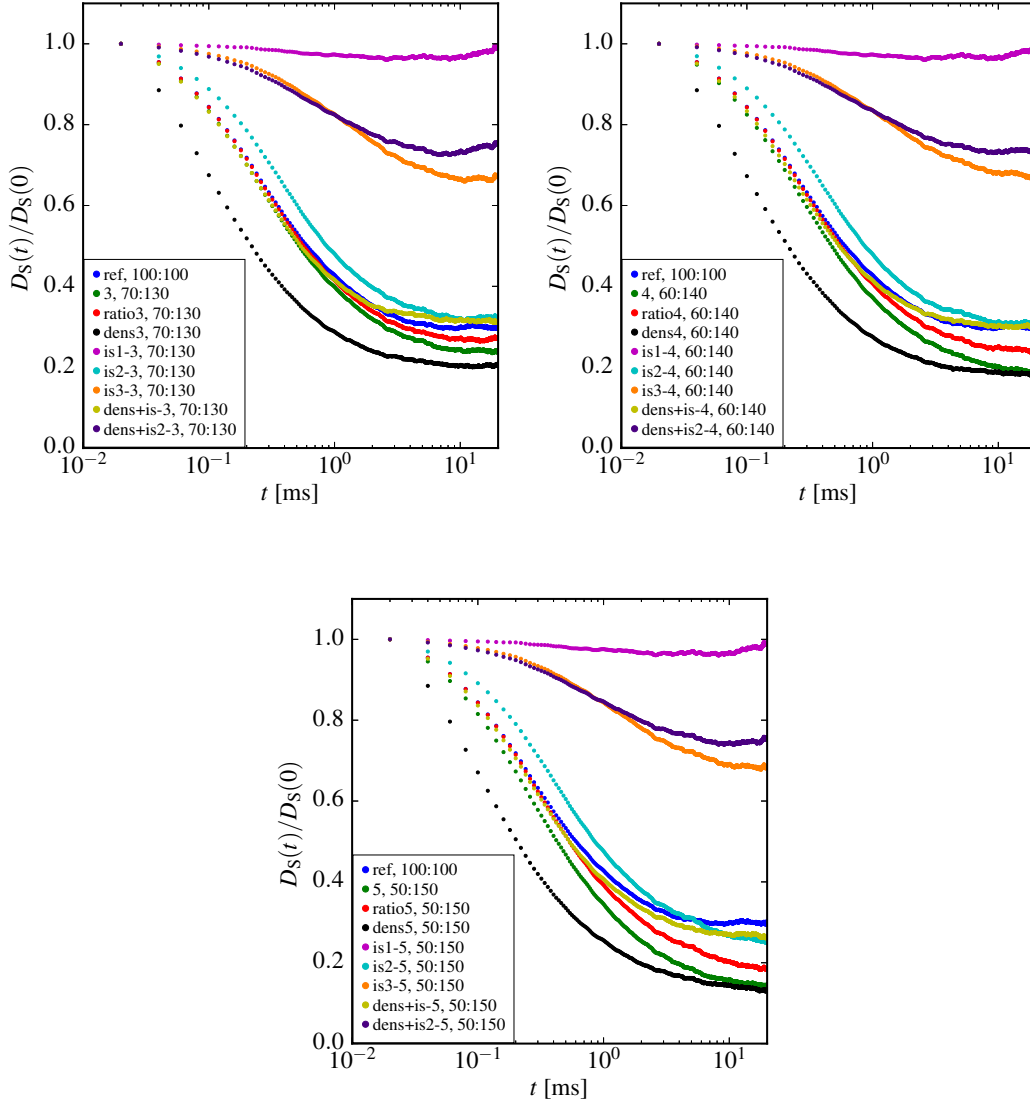 1.0
0.8
0.6
0.4
0.2
0.0
D_S(t)/D_S(0)
ref, 100:100
3, 70:130
ratio3, 70:130
dens3, 70:130
is1-3, 70:130
is2-3, 70:130
is3-3, 70:130
dens+is-3, 70:130
dens+is2-3, 70:130
10^−2 10^−1 10^0 10^1
t [ms]
1.0
0.8
0.6
0.4
0.2
0.0
D_S(t)/D_S(0)
ref, 100:100
4, 60:140
ratio4, 60:140
dens4, 60:140
is1-4, 60:140
is2-4, 60:140
is3-4, 60:140
dens+is-4, 60:140
dens+is2-4, 60:140
10^−2 10^−1 10^0 10^1
t [ms]
1.0
0.8
0.6
0.4
0.2
0.0
D_S(t)/D_S(0)
ref, 100:100
5, 50:150
ratio5, 50:150
dens5, 50:150
is1-5, 50:150
is2-5, 50:150
is3-5, 50:150
dens+is-5, 50:150
dens+is2-5, 50:150
10^−2 10^−1 10^0 10^1
t [ms]